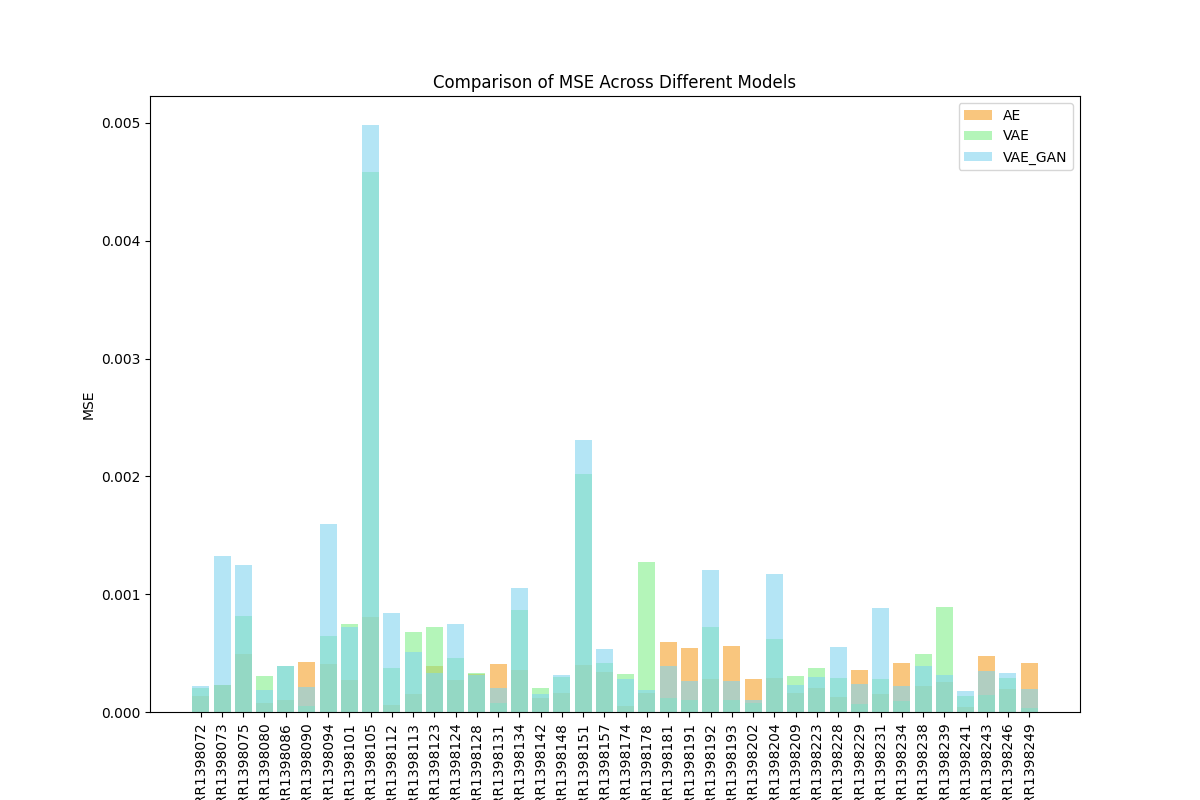 Comparison of MSE Across Different Models
AE
VAE
VAE_GAN
0.005
0.004
0.003
0.002
0.001
0.000
MSE
RR1398072
RR1398073
RR1398075
RR1398080
RR1398086
RR1398090
RR1398094
RR1398101
RR1398105
RR1398112
RR1398113
RR1398123
RR1398124
RR1398128
RR1398131
RR1398134
RR1398142
RR1398148
RR1398151
RR1398157
RR1398174
RR1398178
RR1398181
RR1398191
RR1398192
RR1398193
RR1398202
RR1398204
RR1398209
RR1398223
RR1398228
RR1398229
RR1398231
RR1398234
RR1398238
RR1398239
RR1398241
RR1398243
RR1398246
RR1398249